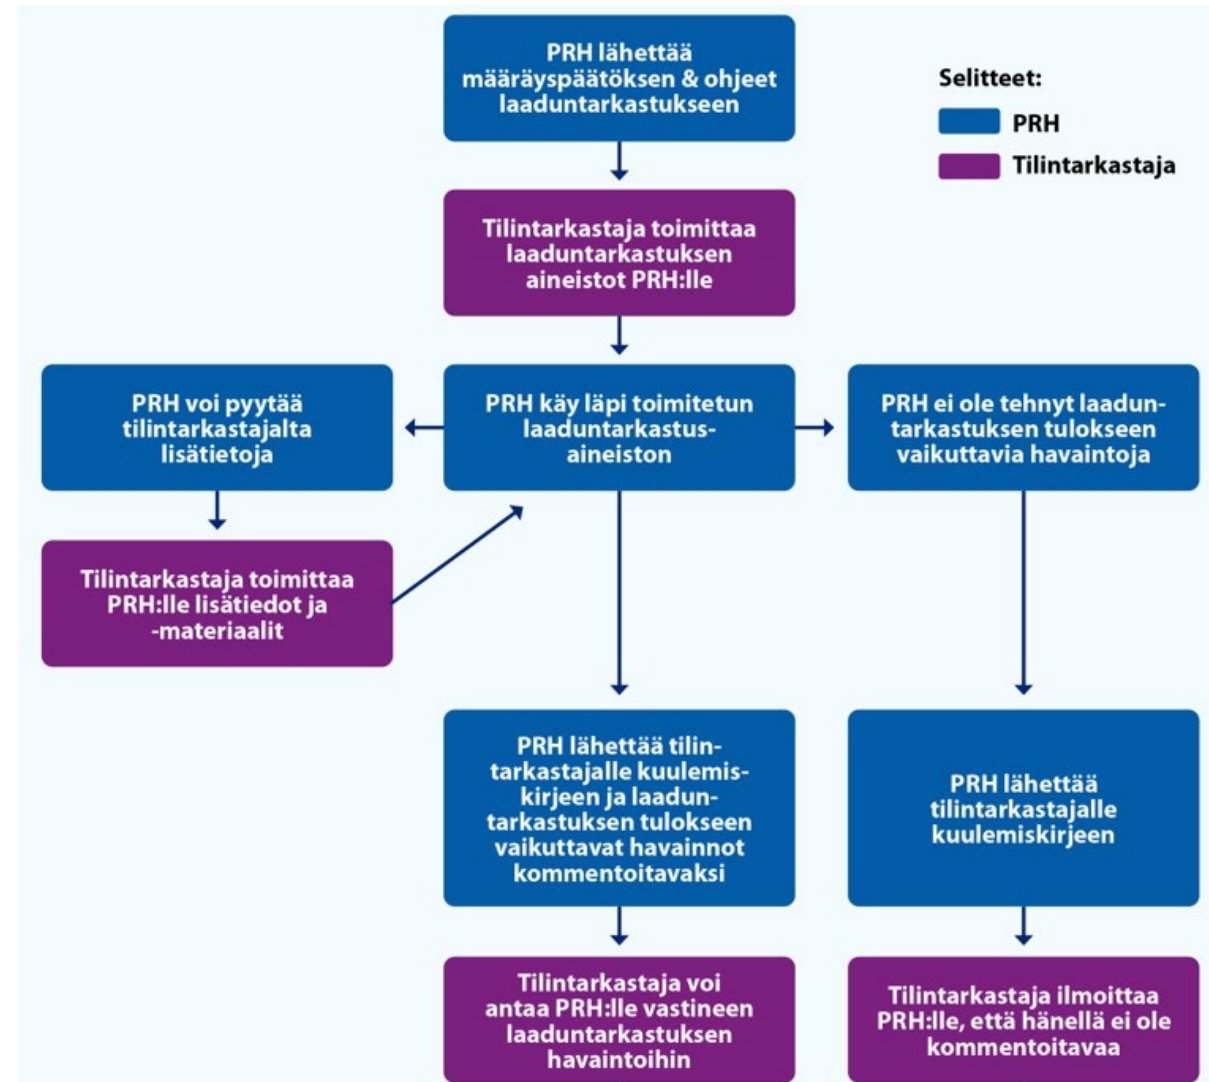 PRH lähettää
määräyspäätöksen & ohjeet
laaduntarkastukseen
Selitteet:
PRH
Tilintarkastaja
Tilintarkastaja toimittaa
laaduntarkastuksen
aineistot PRH:lle
PRH voi pyytää
tilintarkastajalta
lisätietoja
PRH käy läpi toimitetun
laaduntarkastus-
aineiston
PRH ei ole tehnyt laadun-
tarkastuksen tulokseen
vaikuttavia havaintoja
Tilintarkastaja toimittaa
PRH:lle lisätiedot ja
-materiaalit
PRH lähettää tilin-
tarkastajalle kuulemis-
kirjeen ja laadun-
tarkastuksen tulokseen
vaikuttavat havainnot
kommentoitavaksi
PRH lähettää
tilintarkastajalle
kuulemiskirjeen
Tilintarkastaja voi
antaa PRH:lle vastineen
laaduntarkastuksen
havaintoihin
Tilintarkastaja ilmoittaa
PRH:lle, että hänellä ei ole
kommentoitavaa